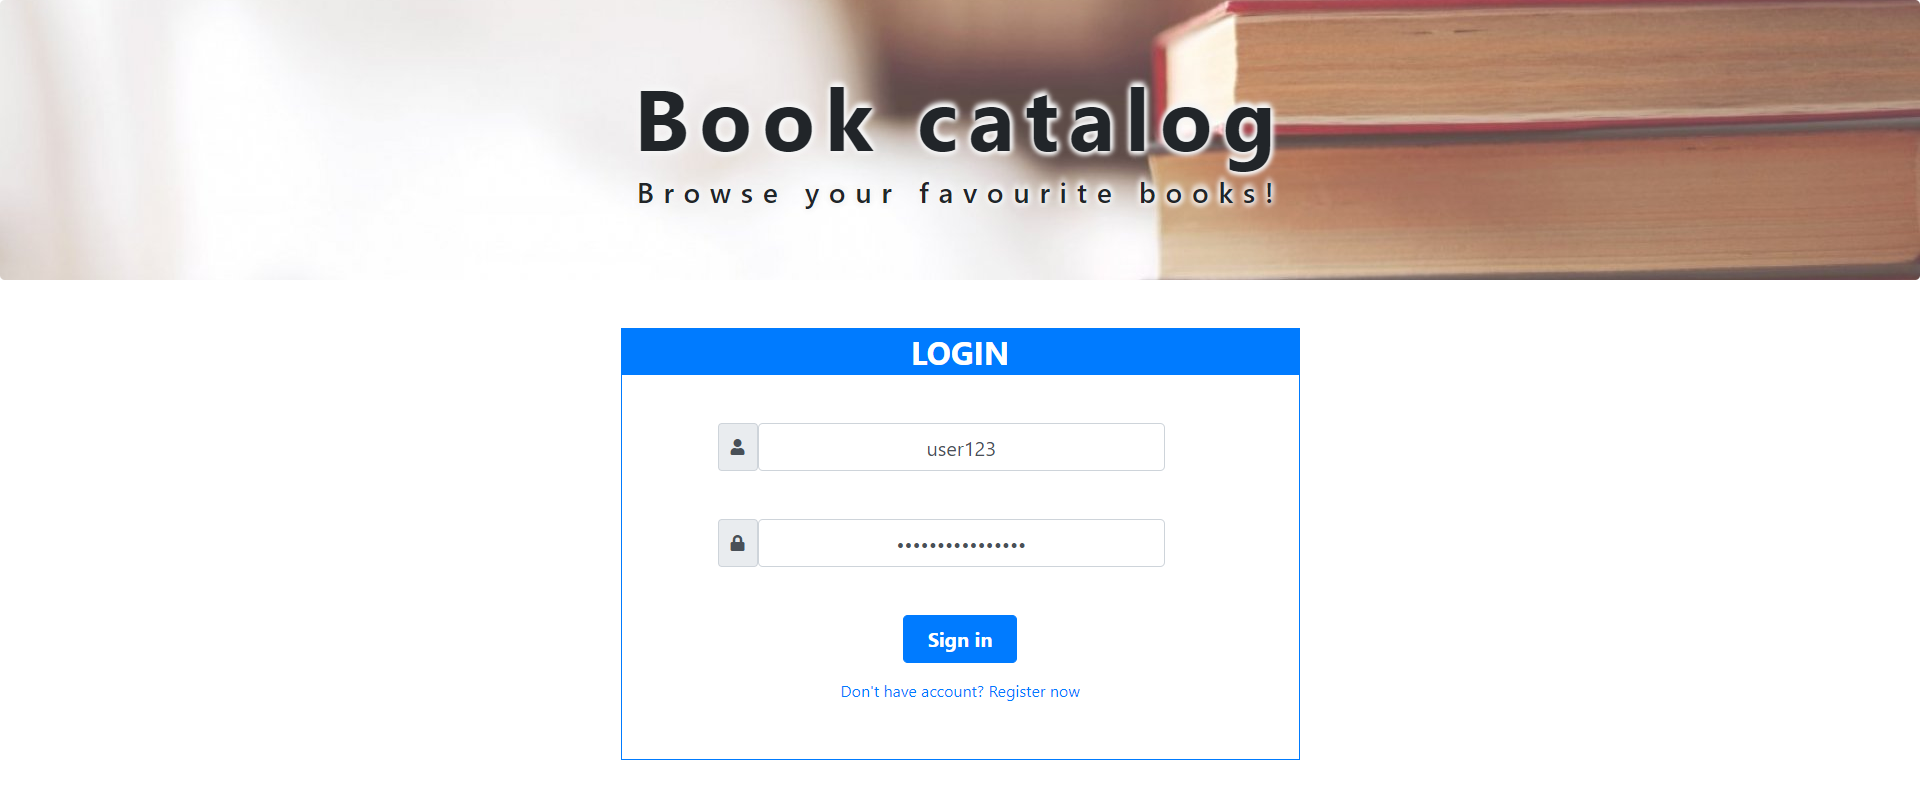 Book catalog
Browse your favourite books!
LOGIN
user123
••••••••••••••••
Sign in
Don't have account? Register now